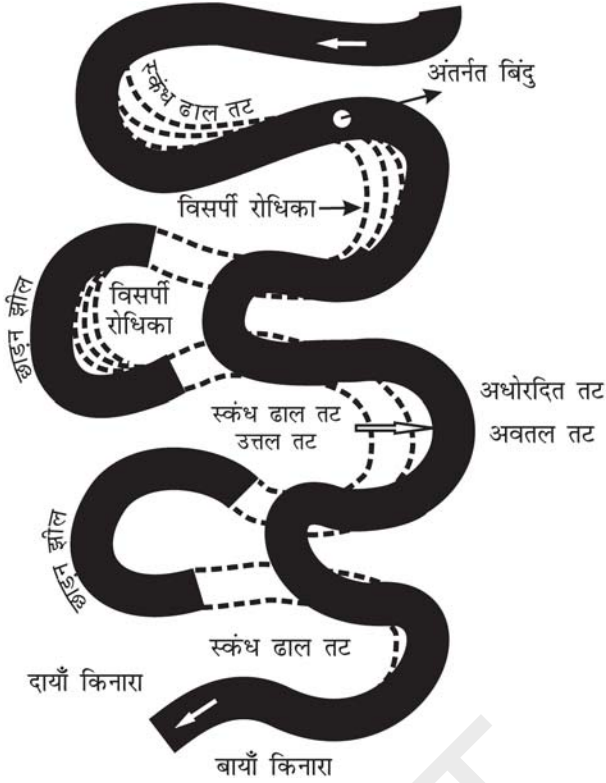 स्कंध ढाल तट
अंतर्नत बिंदु
विसर्पी रोधिका
छाड़न झील
विसर्पी
रोधिका
स्कंध ढाल तट
उत्तल तट
अधोरदित तट
अवतल तट
छाड़न झील
स्कंध ढाल तट
दायाँ किनारा
बायाँ किनारा